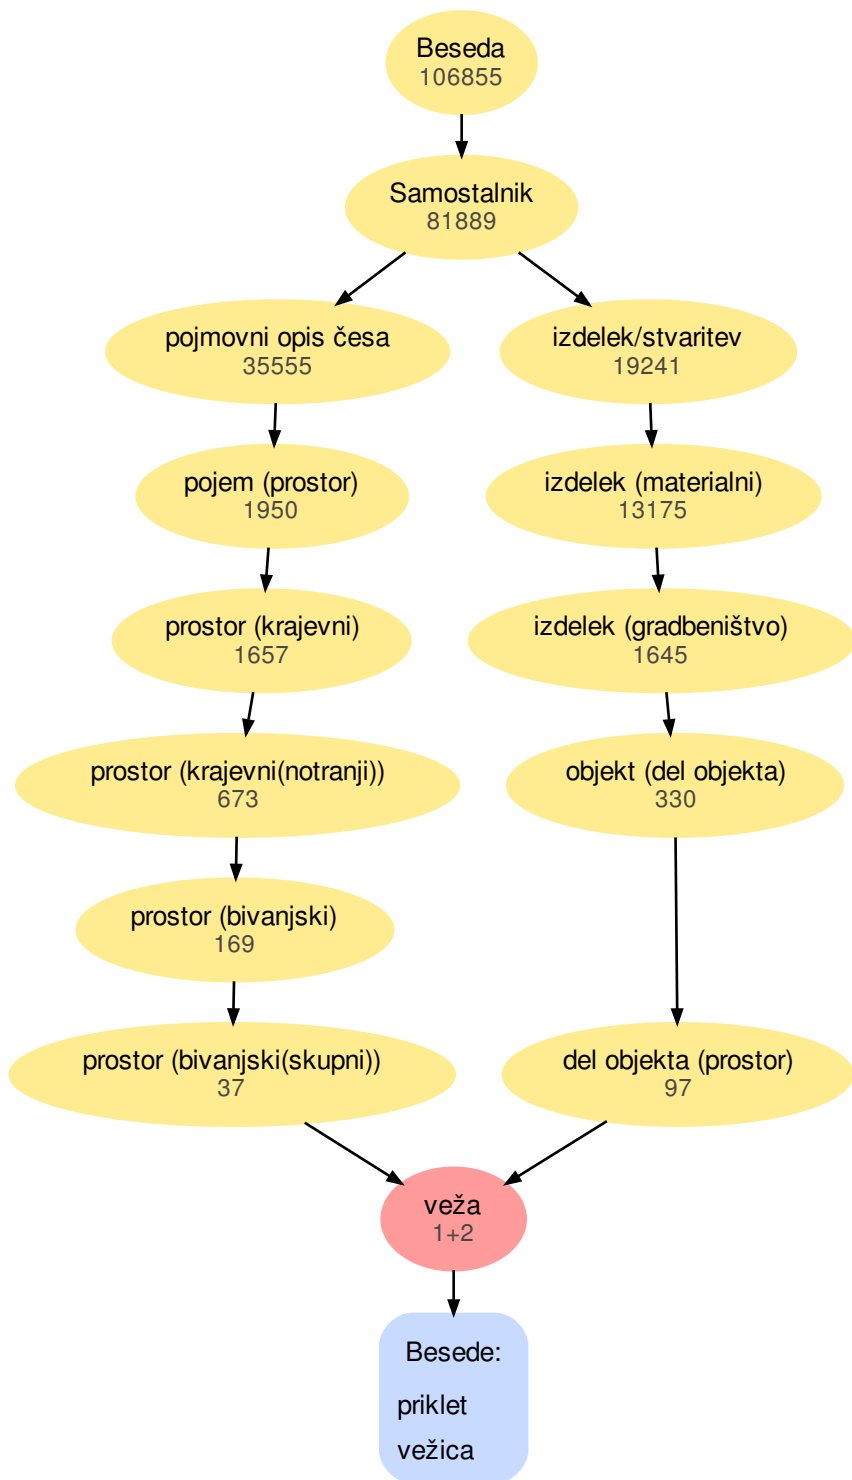 Beseda
106855
Samostalnik
81889
pojmovni opis česa
35555
izdelek/stvaritev
19241
pojem (prostor)
1950
izdelek (materialni)
13175
prostor (krajevni)
1657
izdelek (gradbeništvo)
1645
prostor (krajevni(notranji))
673
objekt (del objekta)
330
prostor (bivanjski)
169
prostor (bivanjski(skupni))
37
del objekta (prostor)
97
veža
1+2
Besede:
priklet
vežica